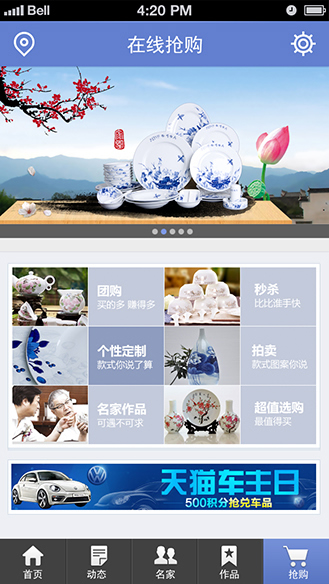 Bell
4:20 PM
在线抢购
团购
买的多 赚得多
秒杀
比比谁手快
个性定制
款式你说了算
拍卖
款式图案你说
名家作品
可遇不可求
超值选购
最值得买
天猫车主日
500积分抢兑车品
首页
动态
名家
作品
抢购